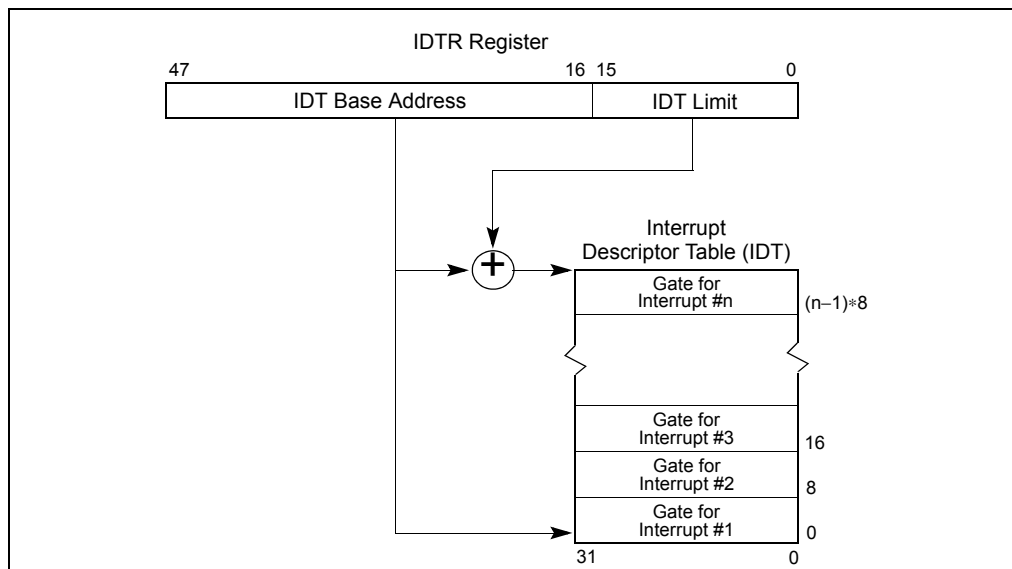 IDTR Register
47 16 15 0
IDT Base Address IDT Limit
+
Interrupt
Descriptor Table (IDT)
Gate for
Interrupt #n
(n–1)∗8
Gate for
Interrupt #3
16
Gate for
Interrupt #2
8
Gate for
Interrupt #1
0
31 0